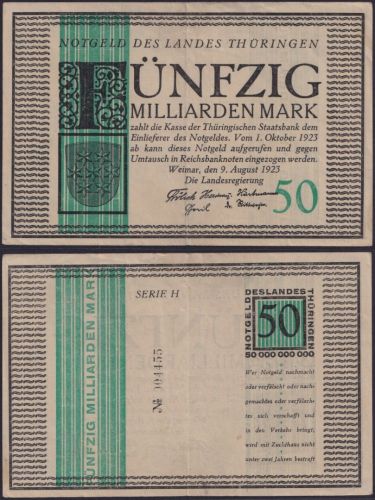 NOTGELD DES LANDES THÜRINGEN
FÜNFZIG
MILLIARDEN MARK
zahlt die Kasse der Thüringischen Staatsbank dem
Einlieferer des Notgeldes. Vom 1. Oktober 1923
ab kann dieses Notgeld aufgerufen und gegen
Umtausch in Reichsbanknoten eingezogen werden.
Weimar, den 9. August 1923
Die Landesregierung
Frölich Hartmann
50
FÜNFZIG MILLIARDEN MARK
SERIE H
№ 004455
NOTGELD
DES LANDES
THÜRINGEN
50
50 000 000 000
Wer Notgeld nachmacht
oder verfälscht oder nach-
gemachtes oder verfälsch-
tes sich verschafft und
in den Verkehr bringt,
wird mit Zuchthaus nicht
unter zwei Jahren bestraft